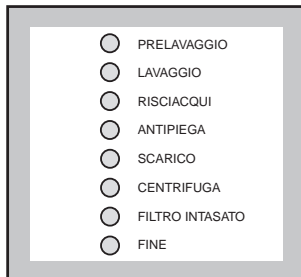 PRELAVAGGIO
LAVAGGIO
RISCIACQUI
ANTIPIEGA
SCARICO
CENTRIFUGA
FILTRO INTASATO
FINE